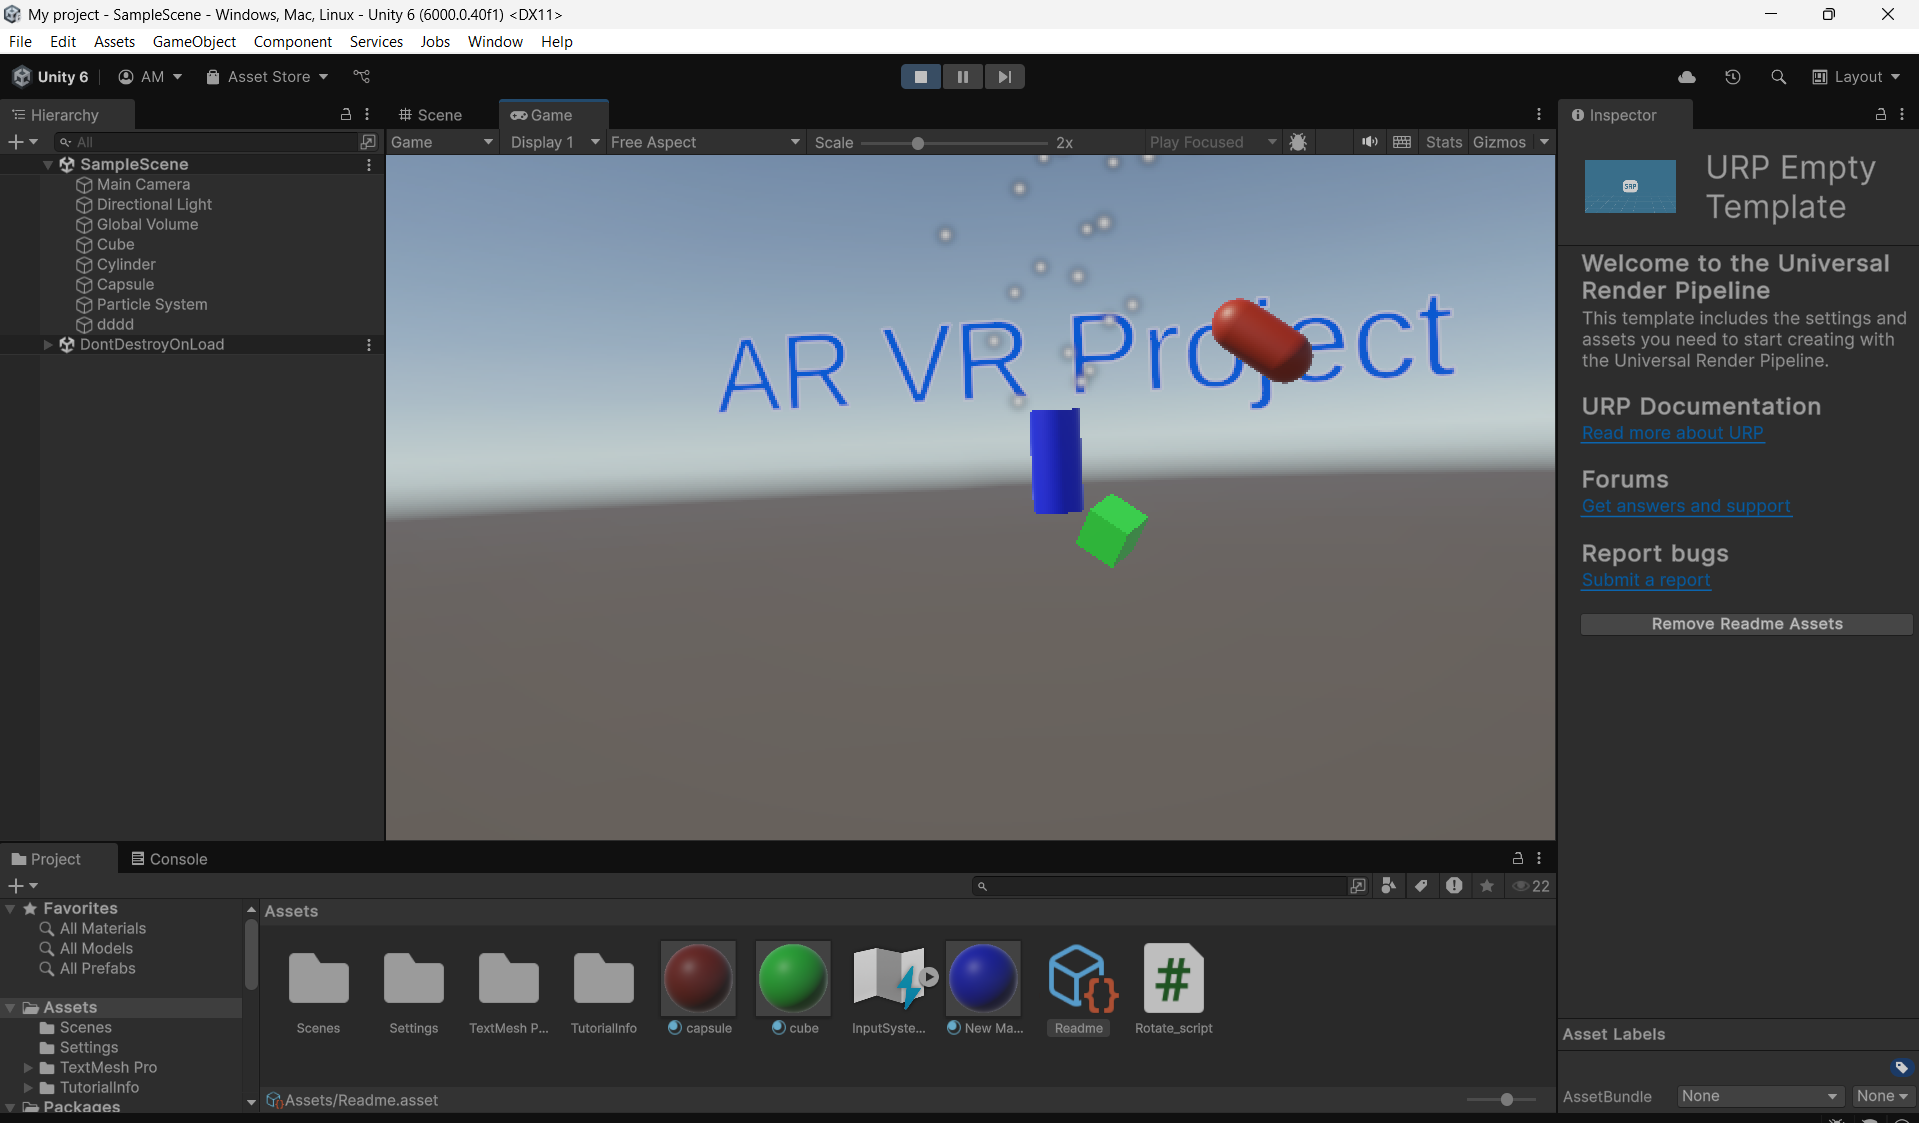 My project - SampleScene - Windows, Mac, Linux - Unity 6 (6000.0.40f1) <DX11>
File Edit Assets GameObject Component Services Jobs Window Help
Unity 6 AM Asset Store Layout
Hierarchy
All
SampleScene
Main Camera
Directional Light
Global Volume
Cube
Cylinder
Capsule
Particle System
dddd
DontDestroyOnLoad
Scene Game
Game Display 1 Free Aspect Scale 2x Play Focused Stats Gizmos
AR VR Project
Inspector
SRP
URP Empty
Template
Welcome to the Universal
Render Pipeline
This template includes the settings and
assets you need to start creating with
the Universal Render Pipeline.
URP Documentation
Read more about URP
Forums
Get answers and support
Report bugs
Submit a report
Remove Readme Assets
Project Console
22
Favorites
All Materials
All Models
All Prefabs
Assets
Scenes
Settings
TextMesh Pro
TutorialInfo
Packages
Assets
Scenes Settings TextMesh P... TutorialInfo capsule cube InputSyste... New Ma... Readme Rotate_script
Assets/Readme.asset
Asset Labels
AssetBundle None None